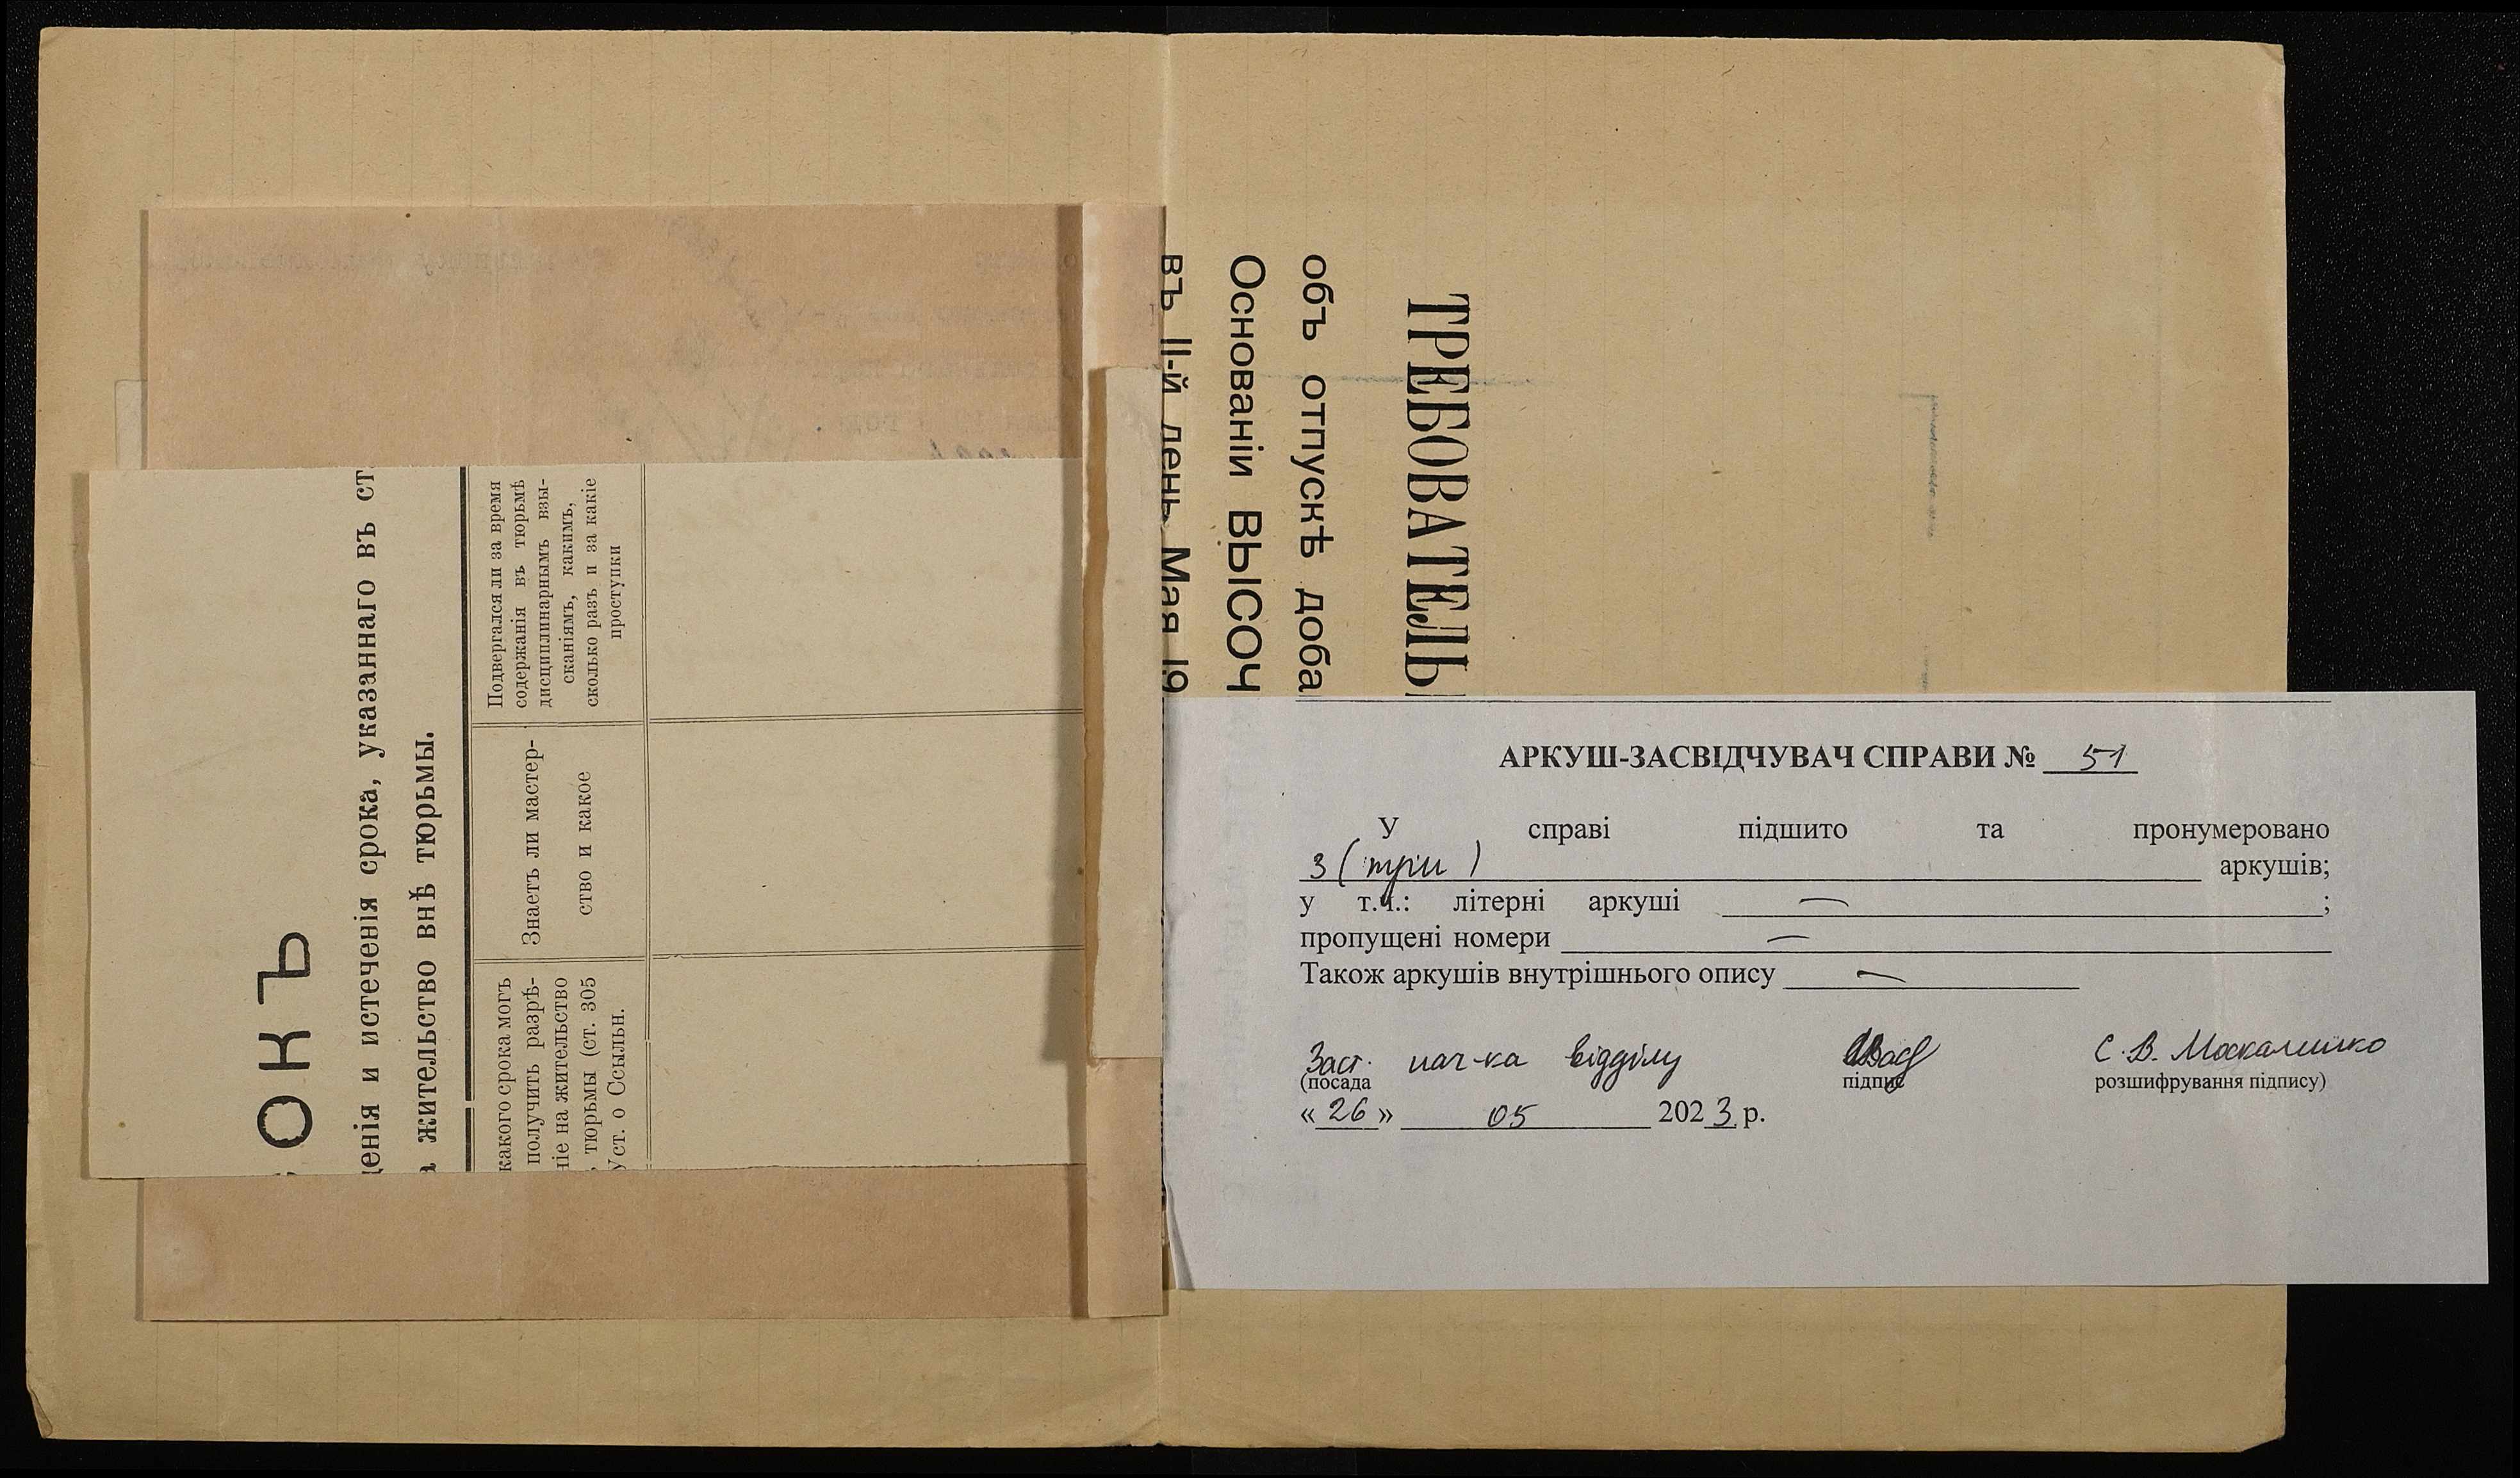 ОКЪ
енія и истеченія срока, указаннаго въ ст
жительство внѣ тюрьмы.
какого срока могъ
получить разрѣ-
ніе на жительство
тюрьмы (ст. 305
Уст. о Ссыльн.
Знаетъ ли мастер-
ство и какое
Подвергался ли за время
содержанія въ тюрьмѣ
дисциплинарнымъ взы-
сканіямъ, какимъ,
сколько разъ и за какіе
проступки
ТРЕБОВАТЕЛЬ
объ отпускѣ доба
Основаніи ВЫСОЧ
въ II-й день Мая 19
АРКУШ-ЗАСВІДЧУВАЧ СПРАВИ № 51
У справі підшито та пронумеровано
3 (три) аркушів;
у т.ч.: літерні аркуші — ;
пропущені номери —
Також аркушів внутрішнього опису —
Заст. нач-ка відділу С. В. Москаленко
(посада підпис розшифрування підпису)
« 26 » 05 2023 р.